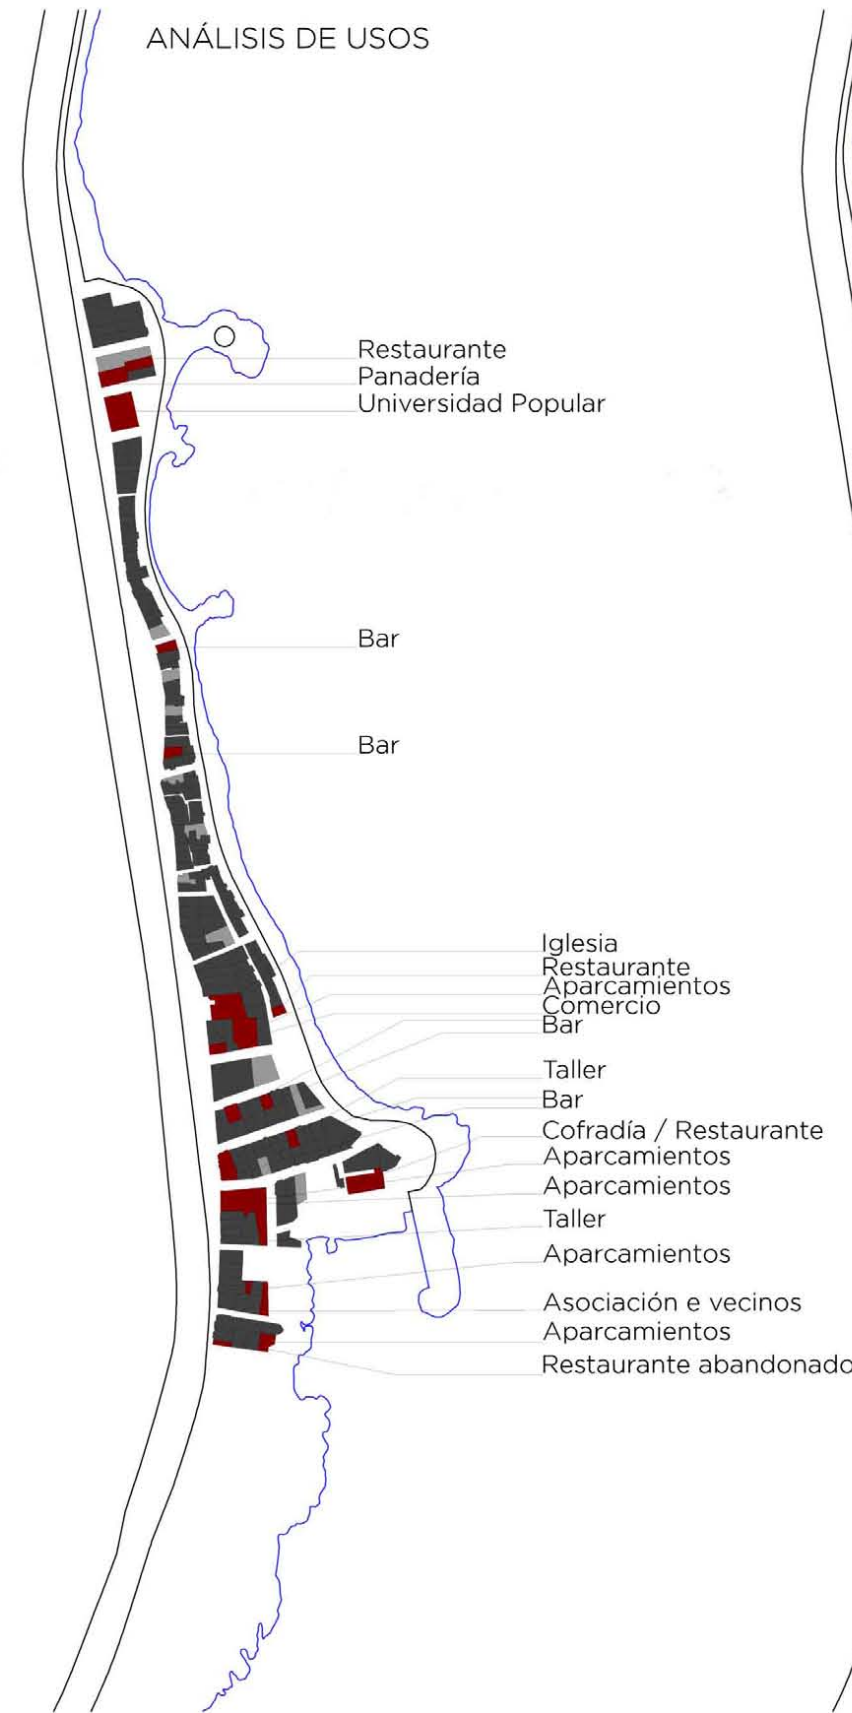 ANÁLISIS DE USOS
Restaurante
Panadería
Universidad Popular
Bar
Bar
Iglesia
Restaurante
Aparcamientos
Comercio
Bar
Taller
Bar
Cofradía / Restaurante
Aparcamientos
Aparcamientos
Taller
Aparcamientos
Asociación e vecinos
Aparcamientos
Restaurante abandonado